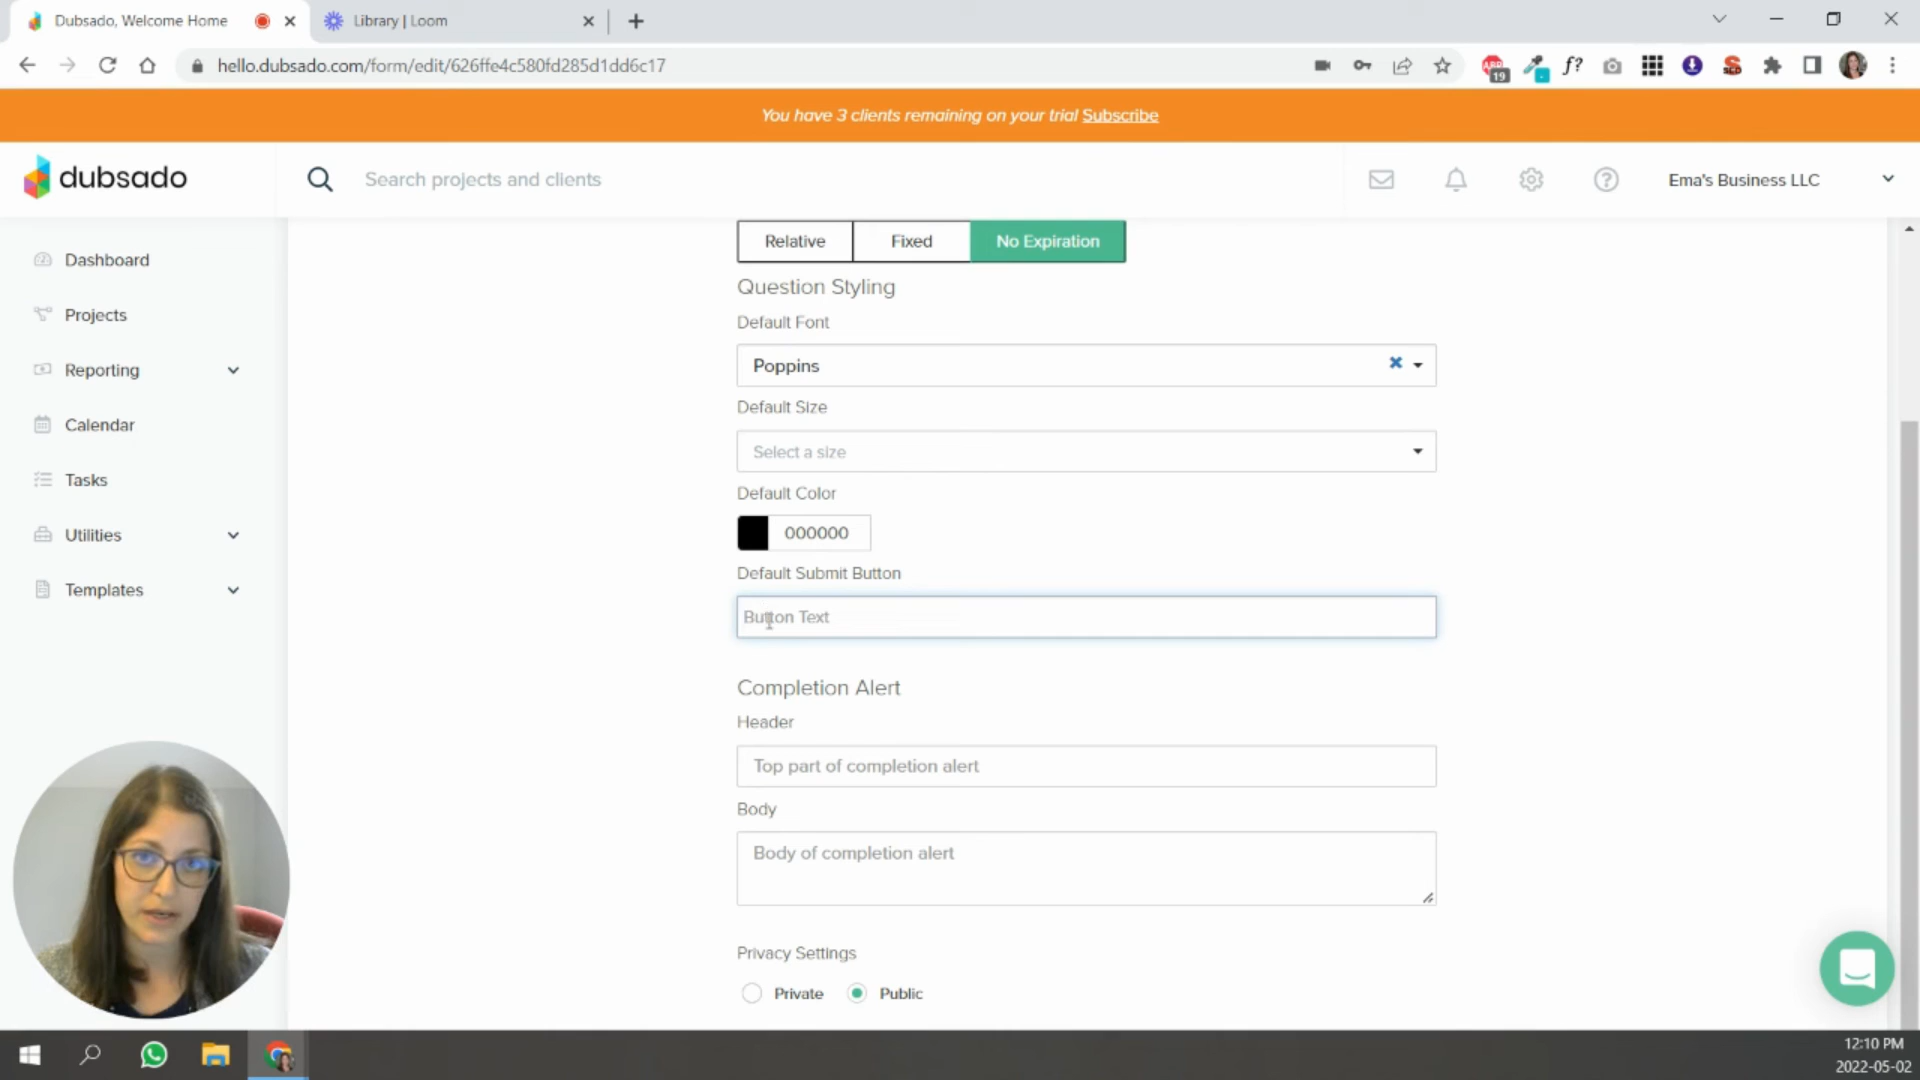 Dubsado, Welcome Home
Library | Loom
hello.dubsado.com/form/edit/626ffe4c580fd285d1dd6c17
19
f?
You have 3 clients remaining on your trial Subscribe
dubsado
Search projects and clients
Ema's Business LLC
Dashboard
Projects
Reporting
Calendar
Tasks
Utilities
Templates
Relative
Fixed
No Expiration
Question Styling
Default Font
Poppins
Default Size
Select a size
Default Color
000000
Default Submit Button
Button Text
Completion Alert
Header
Top part of completion alert
Body
Body of completion alert
Privacy Settings
Private
Public
12:10 PM
2022-05-02